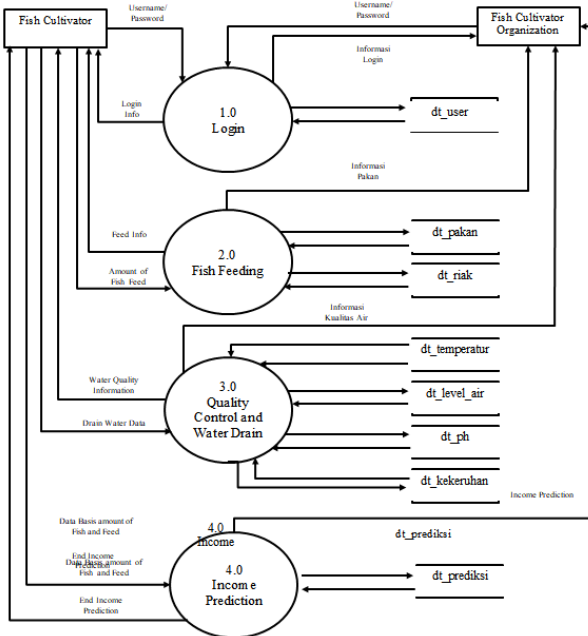 Username/
Password
Username/
Password
Fish Cultivator
Fish Cultivator
Organization
Informasi
Login
Login
Info
1.0
Login
dt_user
Informasi
Pakan
Feed Info
2.0
Fish Feeding
dt_pakan
Amount of
Fish Feed
dt_riak
Informasi
Kualitas Air
dt_temperatur
Water Quality
Information
3.0
Quality
Control and
Water Drain
dt_level_air
Drain Water Data
dt_ph
dt_kekeruhan
Income Prediction
Data Basis amount of
Fish and Feed
4.0
Income
dt_prediksi
End Income
Prediction
Data Basis amount of
Fish and Feed
4.0
Income
Prediction
dt_prediksi
End Income
Prediction